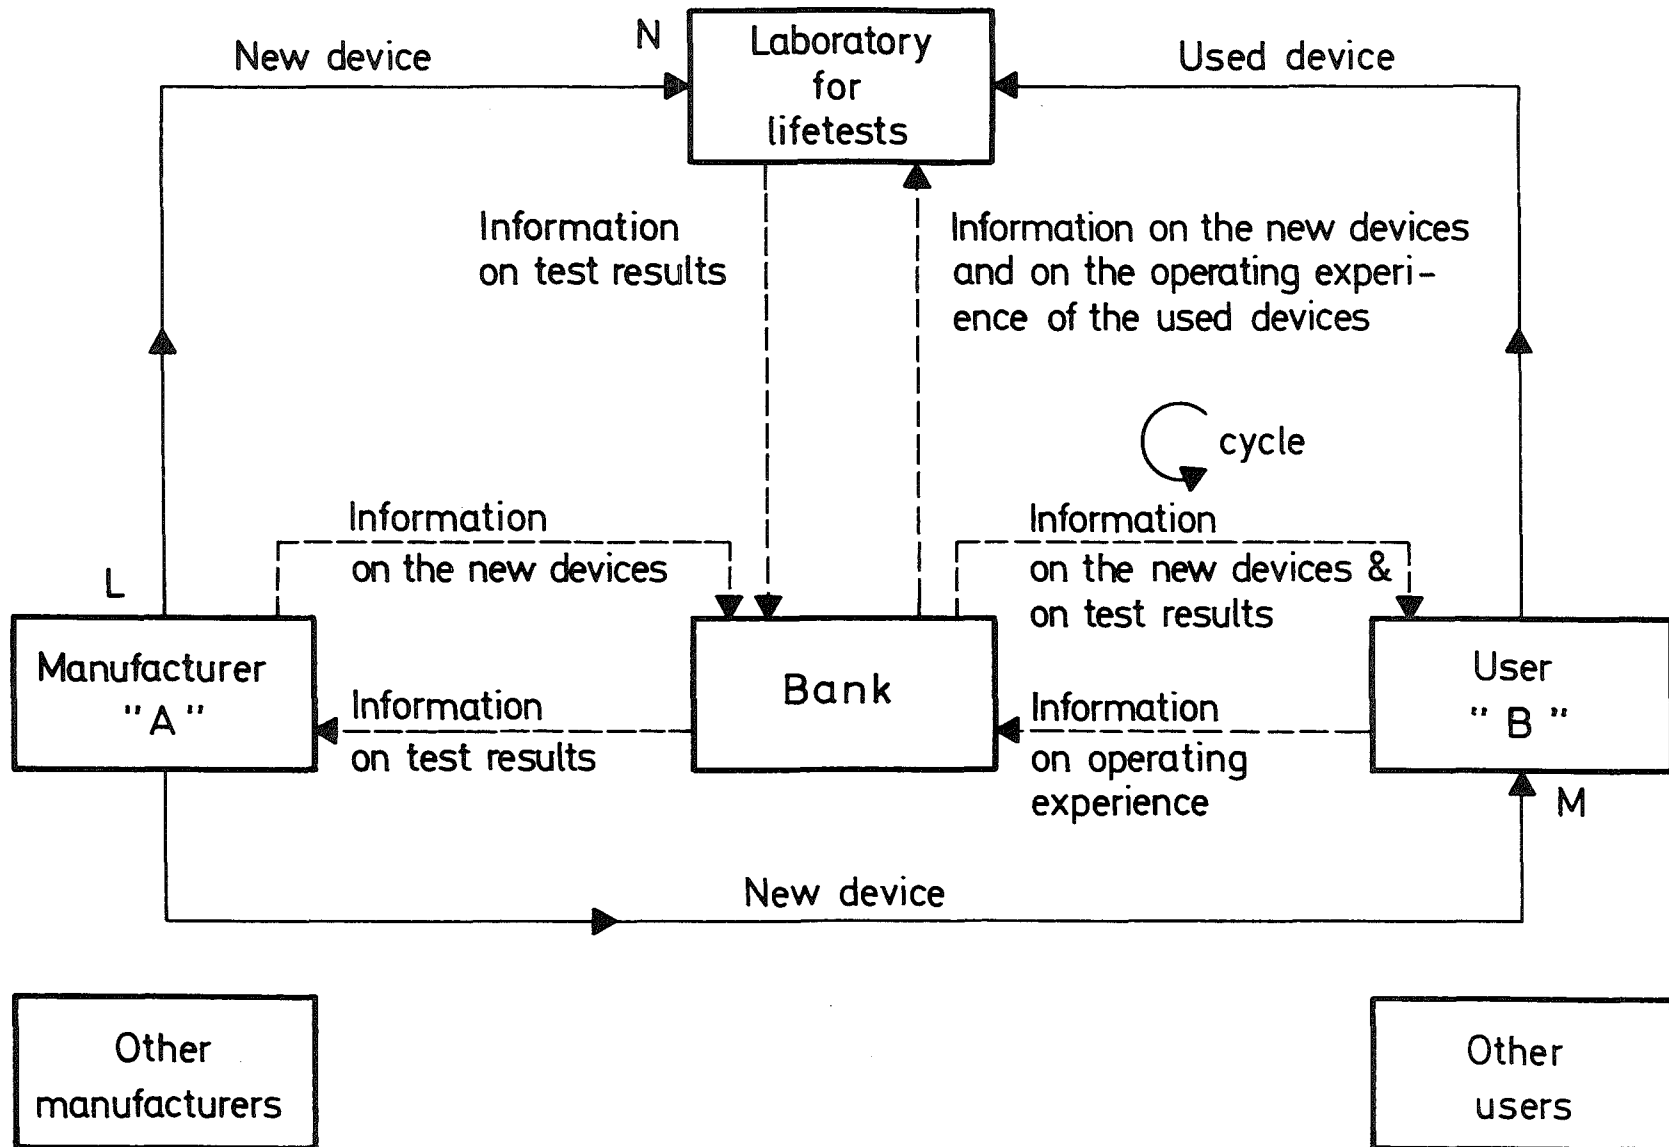 New device
N
Laboratory
for
lifetests
Used device
Information
on test results
Information on the new devices
and on the operating experi-
ence of the used devices
cycle
Information
on the new devices
Information
on the new devices &
on test results
L
Manufacturer
"A"
Information
on test results
Bank
Information
on operating
experience
User
"B"
M
New device
Other
manufacturers
Other
users